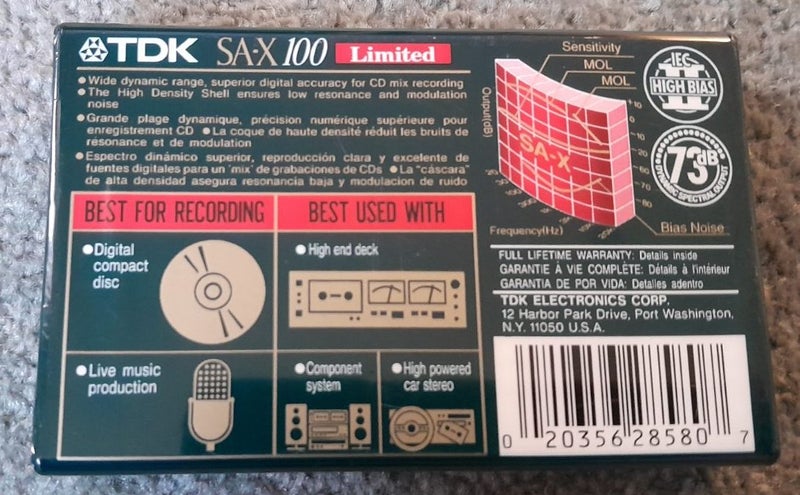 TDK SA-X 100 Limited
●Wide dynamic range, superior digital accuracy for CD mix recording
●The High Density Shell ensures low resonance and modulation
noise
●Grande plage dynamique, précision numérique supérieure pour
enregistrement CD ●La coque de haute densité réduit les bruits de
résonance et de modulation
●Espectro dinámico superior, reproducción clara y excelente de
fuentes digitales para un 'mix' de grabaciones de CDs ●La "cáscara"
de alta densidad asegura resonancia baja y modulacion de ruido
BEST FOR RECORDING
●Digital
compact
disc
●Live music
production
BEST USED WITH
●High end deck
●Component
system
●High powered
car stereo
Sensitivity
MOL
MOL
Output(dB)
+10
0
SA-X
Frequency(Hz)
Bias Noise
IEC
II
HIGH BIAS
73dB
DYNAMIC SPECTRAL OUTPUT
FULL LIFETIME WARRANTY: Details inside
GARANTIE À VIE COMPLÈTE: Détails à l'intérieur
GARANTIA DE POR VIDA: Detalles adentro
TDK ELECTRONICS CORP.
12 Harbor Park Drive, Port Washington,
N.Y. 11050 U.S.A.
0 20356 28580 7